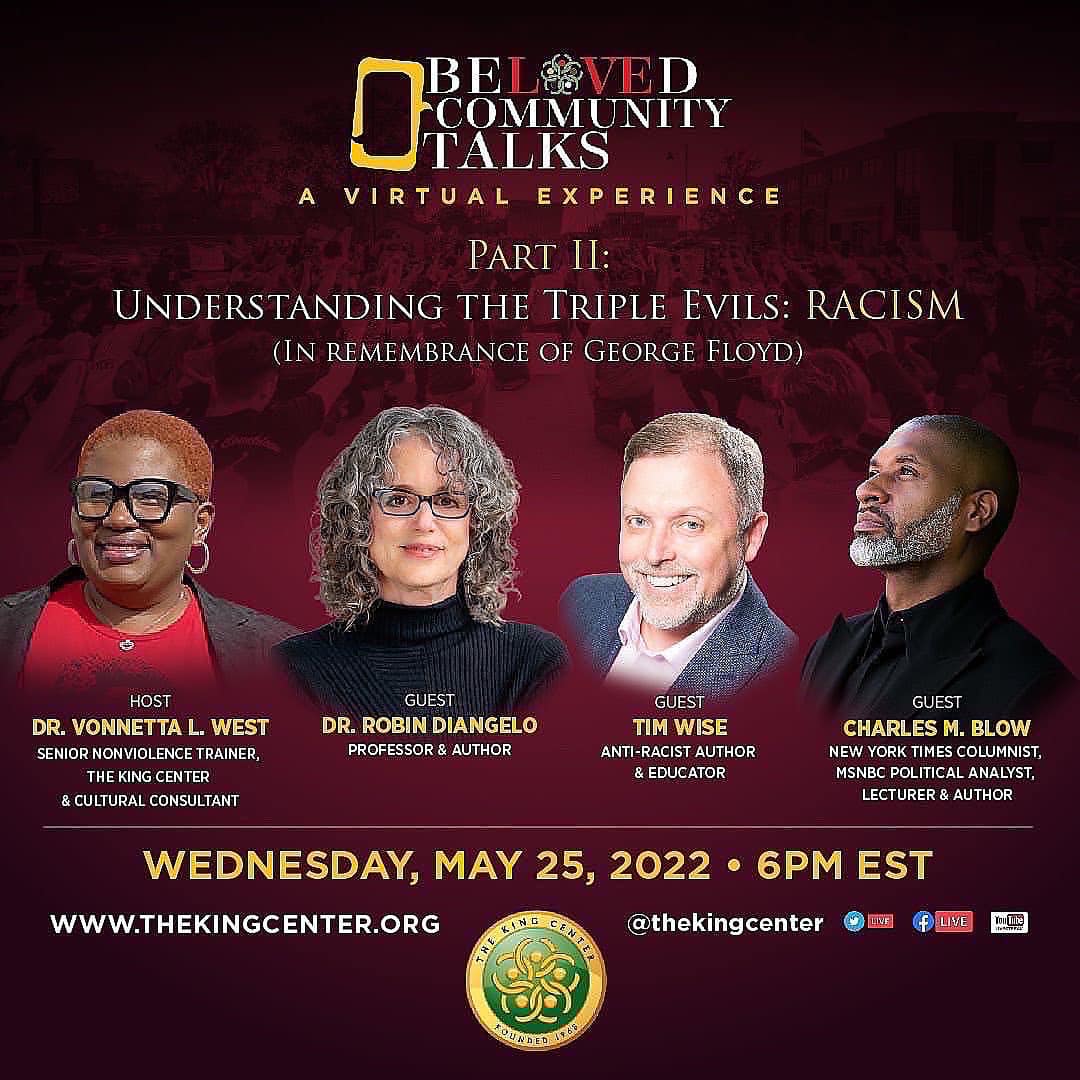 BELOVED
COMMUNITY
TALKS
A VIRTUAL EXPERIENCE
PART II:
UNDERSTANDING THE TRIPLE EVILS: RACISM
(IN REMEMBRANCE OF GEORGE FLOYD)
HOST
DR. VONNETTA L. WEST
SENIOR NONVIOLENCE TRAINER,
THE KING CENTER
& CULTURAL CONSULTANT
GUEST
DR. ROBIN DIANGELO
PROFESSOR & AUTHOR
GUEST
TIM WISE
ANTI-RACIST AUTHOR
& EDUCATOR
GUEST
CHARLES M. BLOW
NEW YORK TIMES COLUMNIST,
MSNBC POLITICAL ANALYST,
LECTURER & AUTHOR
WEDNESDAY, MAY 25, 2022 • 6PM EST
WWW.THEKINGCENTER.ORG
THE KING CENTER
FOUNDED 1968
@thekingcenter
LIVE
LIVE
YouTube
LIVESTREAM